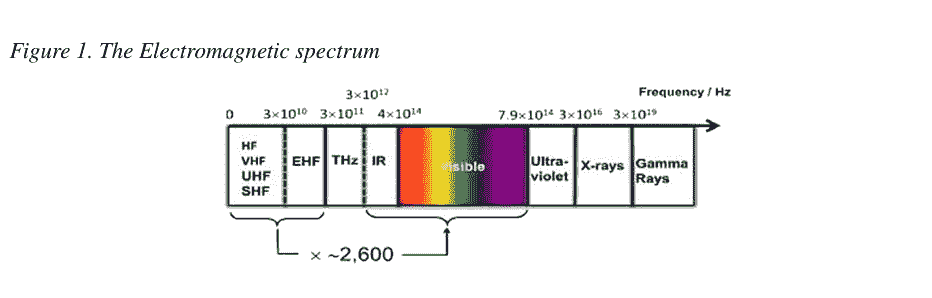 Figure 1. The Electromagnetic spectrum
Frequency / Hz
3×10¹²
0 3×10¹⁰ 3×10¹¹ 4×10¹⁴ 7.9×10¹⁴ 3×10¹⁶ 3×10¹⁹
HF
VHF
UHF
SHF
EHF
THz
IR
Visible
Ultra-
violet
X-rays
Gamma
Rays
× ~2,600